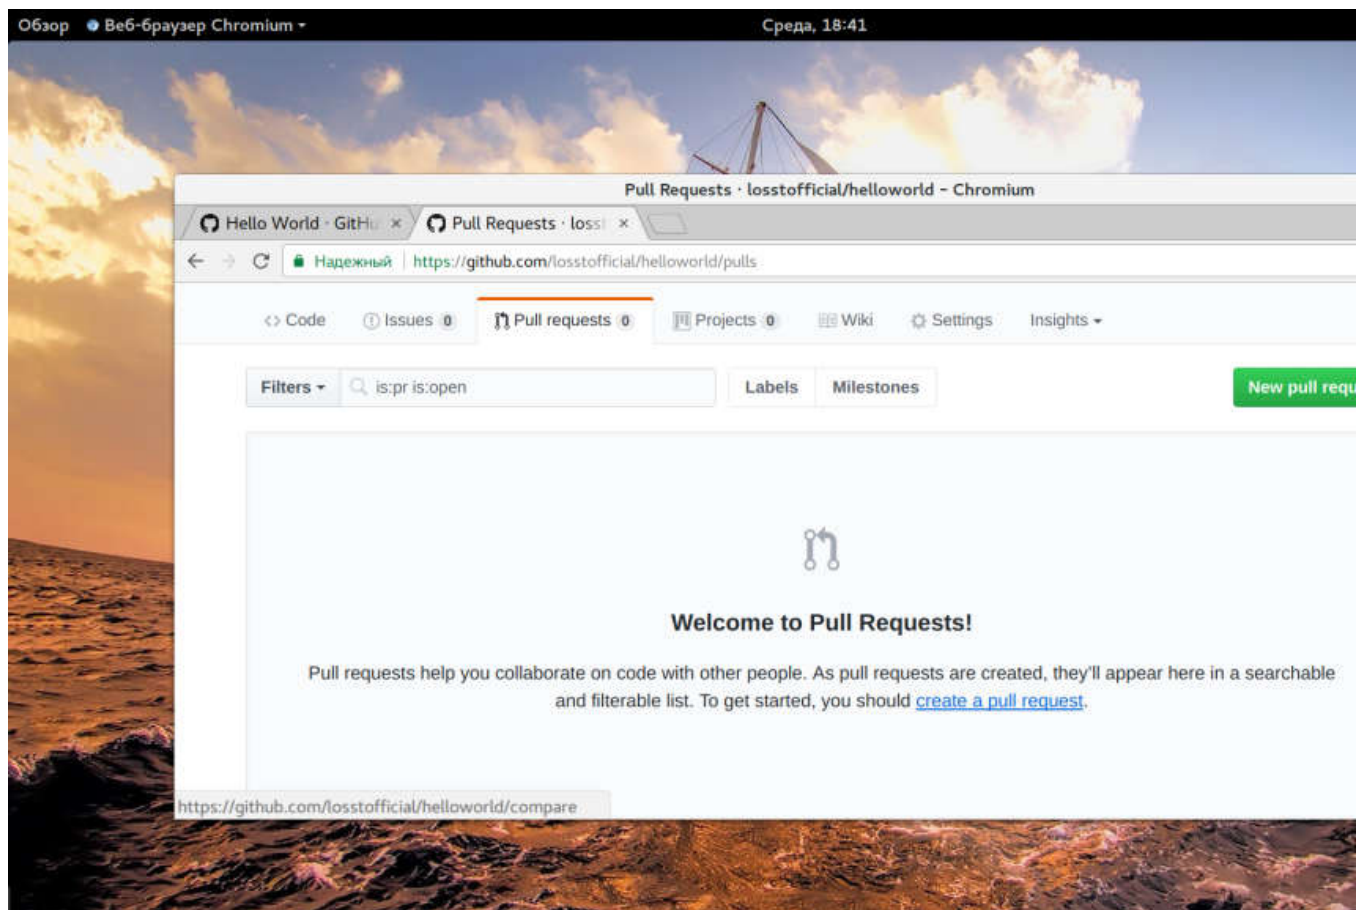 Обзор Веб-браузер Chromium Среда, 18:41
Pull Requests · losstofficial/helloworld - Chromium
Hello World · GitHu × Pull Requests · loss ×
Надежный https://github.com/losstofficial/helloworld/pulls
<> Code Issues 0 Pull requests 0 Projects 0 Wiki Settings Insights
Filters is:pr is:open Labels Milestones New pull requ
Welcome to Pull Requests!
Pull requests help you collaborate on code with other people. As pull requests are created, they'll appear here in a searchable
and filterable list. To get started, you should create a pull request.
https://github.com/losstofficial/helloworld/compare